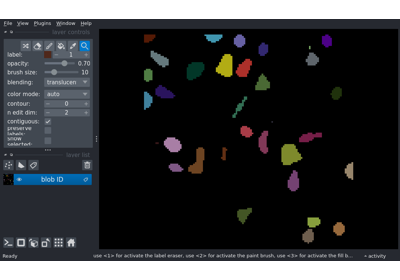 File View Plugins Window Help
layer controls
label: 1
opacity: 0.70
brush size: 10
blending: translucen
color mode: auto
contour: 0
n edit dim: 2
contiguous: ✓
preserve
labels:
show
selected:
layer list
blob ID
Ready use <1> for activate the label eraser, use <2> for activate the paint brush, use <3> for activate the fill b... activity